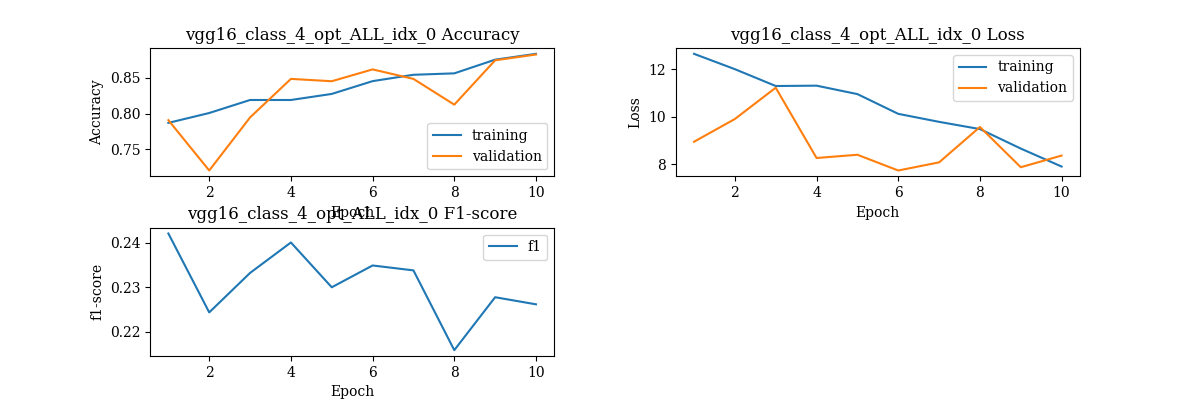 vgg16_class_4_opt_ALL_idx_0 Accuracy
Accuracy
0.85
0.80
0.75
training
validation
2 4 6 8 10
Epoch
vgg16_class_4_opt_ALL_idx_0 Loss
Loss
12
10
8
training
validation
2 4 6 8 10
Epoch
vgg16_class_4_opt_ALL_idx_0 F1-score
f1-score
0.24
0.23
0.22
f1
2 4 6 8 10
Epoch